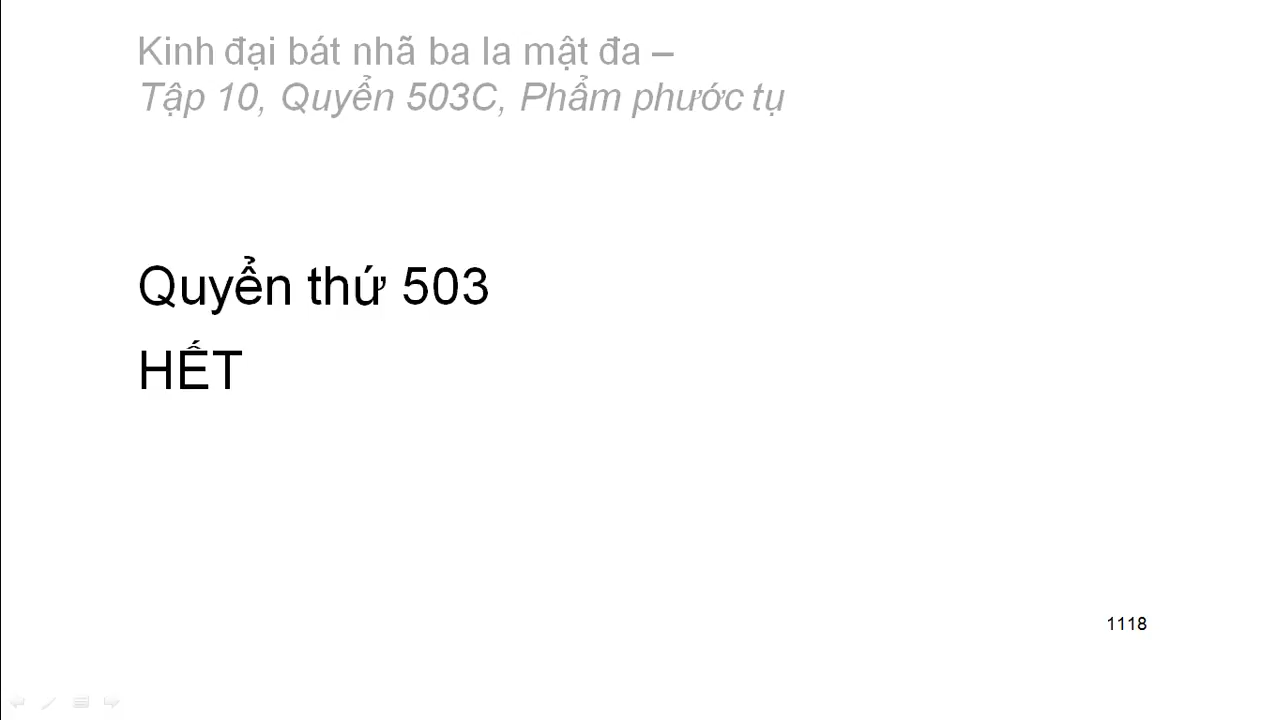 Kinh đại bát nhã ba la mật đa –
Tập 10, Quyển 503C, Phẩm phước tụ
Quyển thứ 503
HẾT
1118